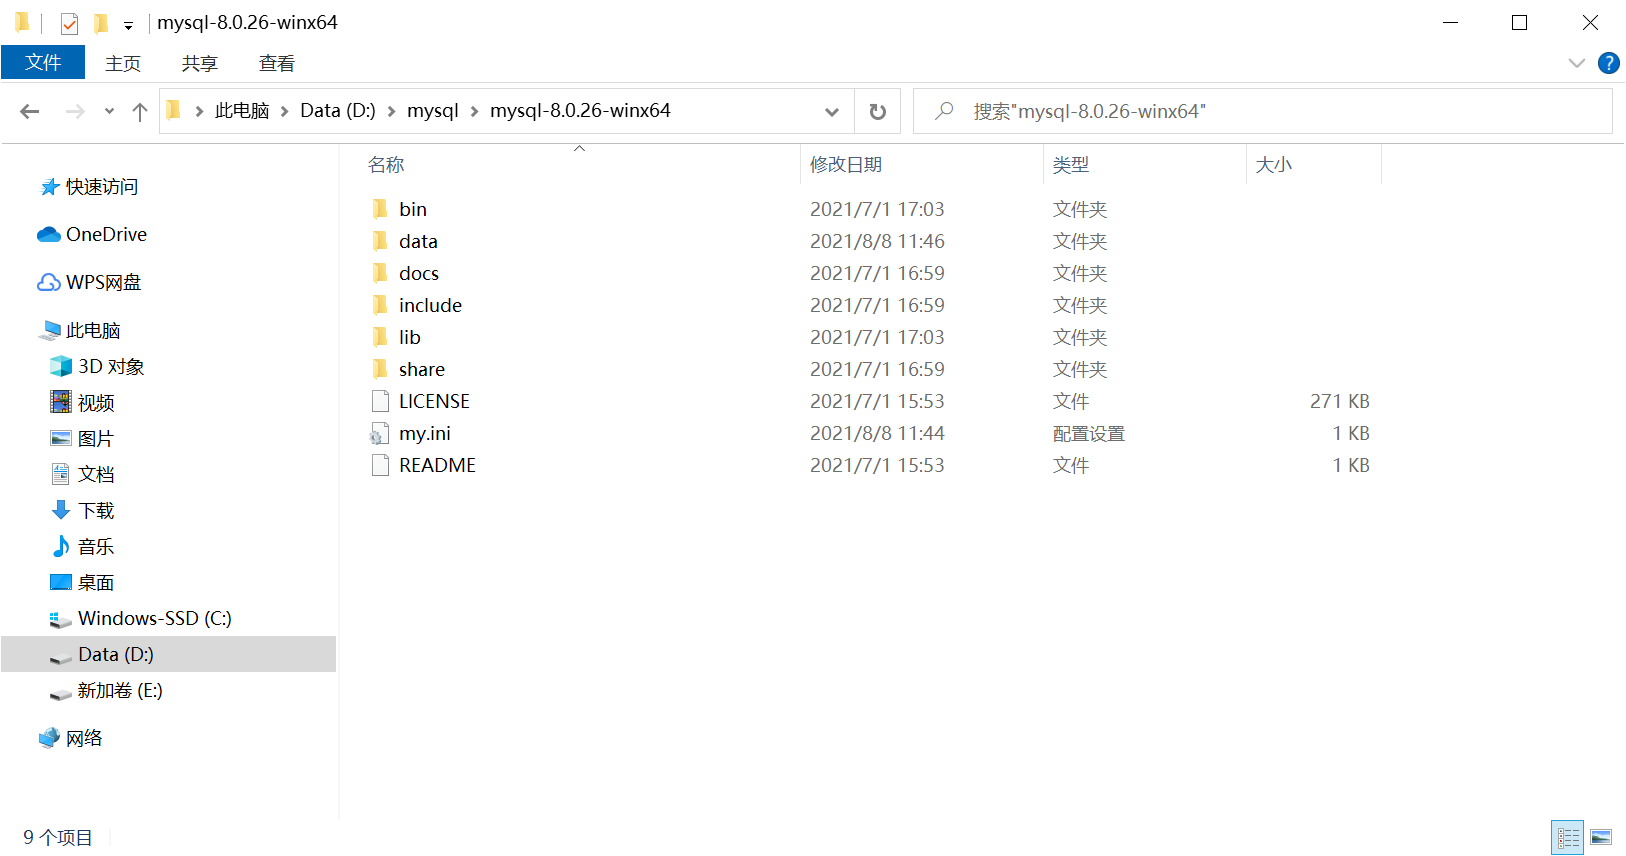 mysql-8.0.26-winx64
文件 主页 共享 查看
此电脑 Data (D:) mysql mysql-8.0.26-winx64 搜索"mysql-8.0.26-winx64"
快速访问
OneDrive
WPS网盘
此电脑
3D 对象
视频
图片
文档
下载
音乐
桌面
Windows-SSD (C:)
Data (D:)
新加卷 (E:)
网络
名称 修改日期 类型 大小
bin 2021/7/1 17:03 文件夹
data 2021/8/8 11:46 文件夹
docs 2021/7/1 16:59 文件夹
include 2021/7/1 16:59 文件夹
lib 2021/7/1 17:03 文件夹
share 2021/7/1 16:59 文件夹
LICENSE 2021/7/1 15:53 文件 271 KB
my.ini 2021/8/8 11:44 配置设置 1 KB
README 2021/7/1 15:53 文件 1 KB
9 个项目